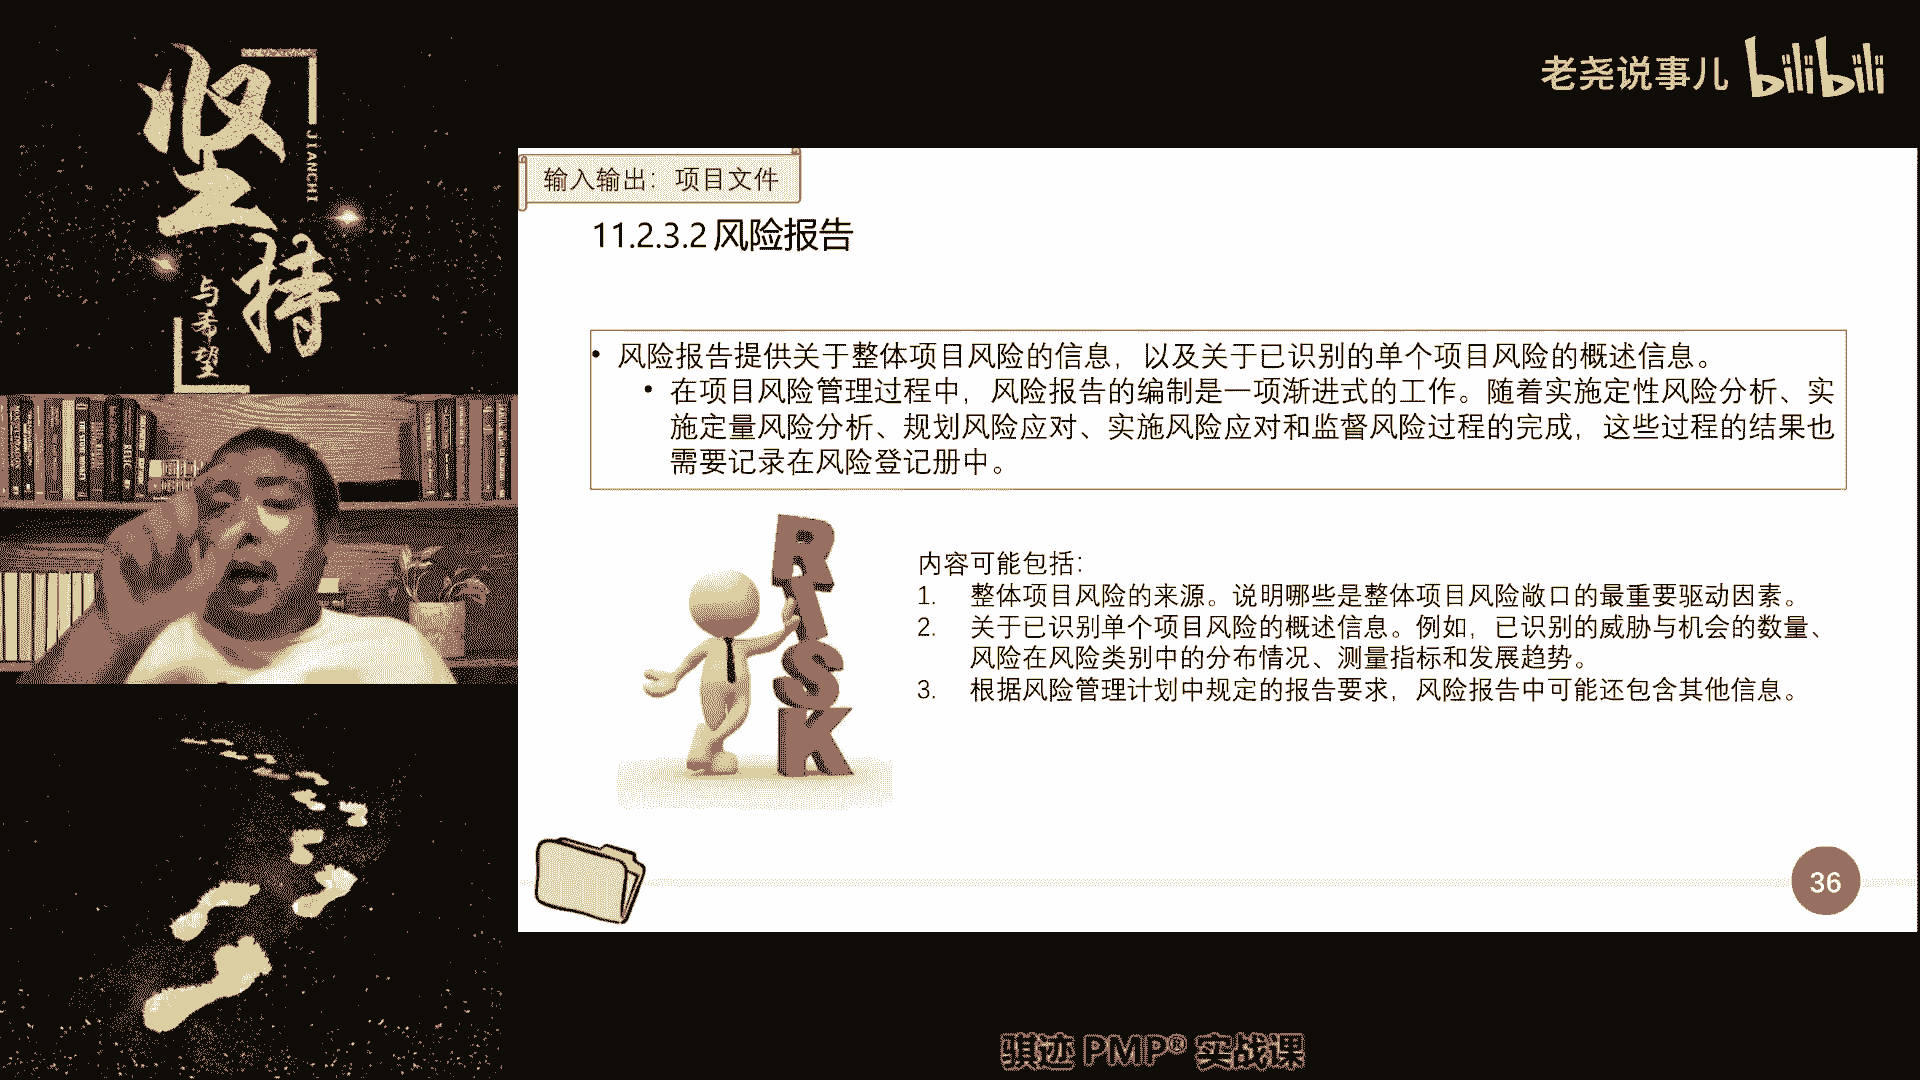 坚持
JIANCHI
与希望
老尧说事儿 bilibili
输入输出：项目文件
11.2.3.2 风险报告
• 风险报告提供关于整体项目风险的信息，以及关于已识别的单个项目风险的概述信息。
• 在项目风险管理过程中，风险报告的编制是一项渐进式的工作。随着实施定性风险分析、实
施定量风险分析、规划风险应对、实施风险应对和监督风险过程的完成，这些过程的结果也
需要记录在风险登记册中。
RISK
内容可能包括：
1. 整体项目风险的来源。说明哪些是整体项目风险敞口的最重要驱动因素。
2. 关于已识别单个项目风险的概述信息。例如，已识别的威胁与机会的数量、
风险在风险类别中的分布情况、测量指标和发展趋势。
3. 根据风险管理计划中规定的报告要求，风险报告中可能还包含其他信息。
36
骐迹 PMP® 实战课